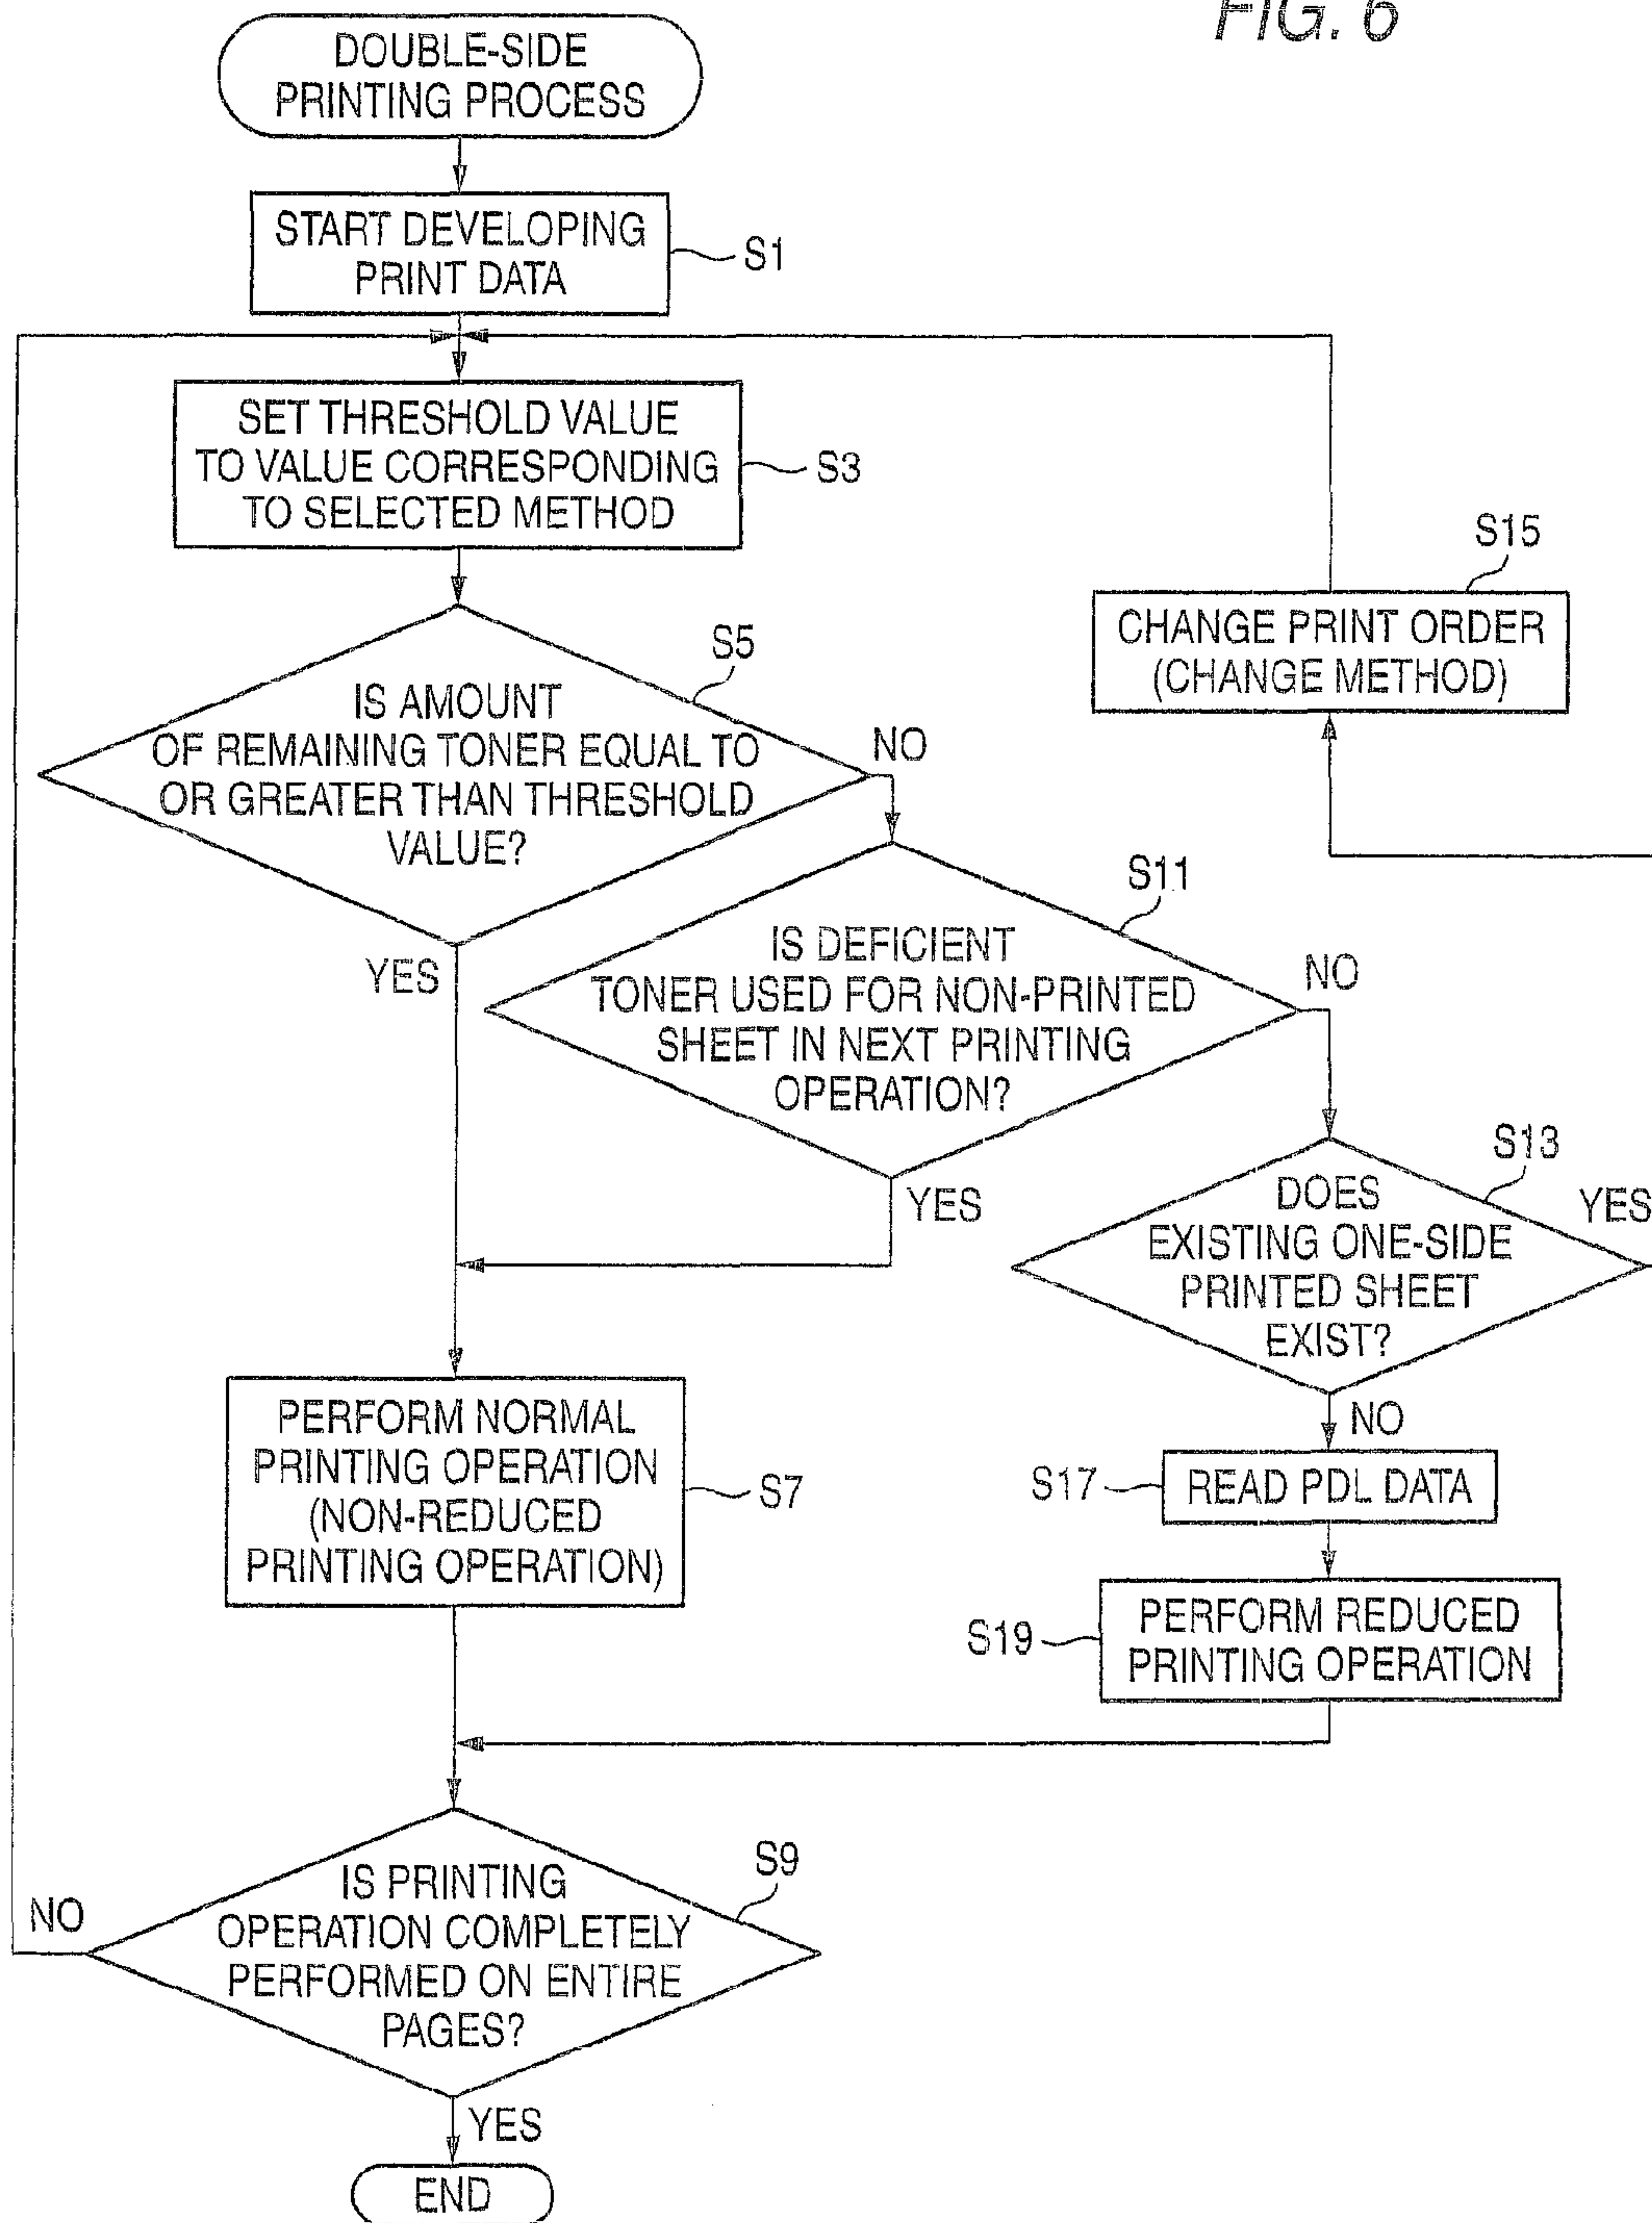 FIG. 6
DOUBLE-SIDE
PRINTING PROCESS
START DEVELOPING
PRINT DATA
S1
SET THRESHOLD VALUE
TO VALUE CORRESPONDING
TO SELECTED METHOD
S3
S15
CHANGE PRINT ORDER
(CHANGE METHOD)
S5
IS AMOUNT
OF REMAINING TONER EQUAL TO
OR GREATER THAN THRESHOLD
VALUE?
NO
YES
S11
IS DEFICIENT
TONER USED FOR NON-PRINTED
SHEET IN NEXT PRINTING
OPERATION?
NO
YES
S13
DOES
EXISTING ONE-SIDE
PRINTED SHEET
EXIST?
YES
NO
PERFORM NORMAL
PRINTING OPERATION
(NON-REDUCED
PRINTING OPERATION)
S7
S17
READ PDL DATA
S19
PERFORM REDUCED
PRINTING OPERATION
S9
IS PRINTING
OPERATION COMPLETELY
PERFORMED ON ENTIRE
PAGES?
NO
YES
END